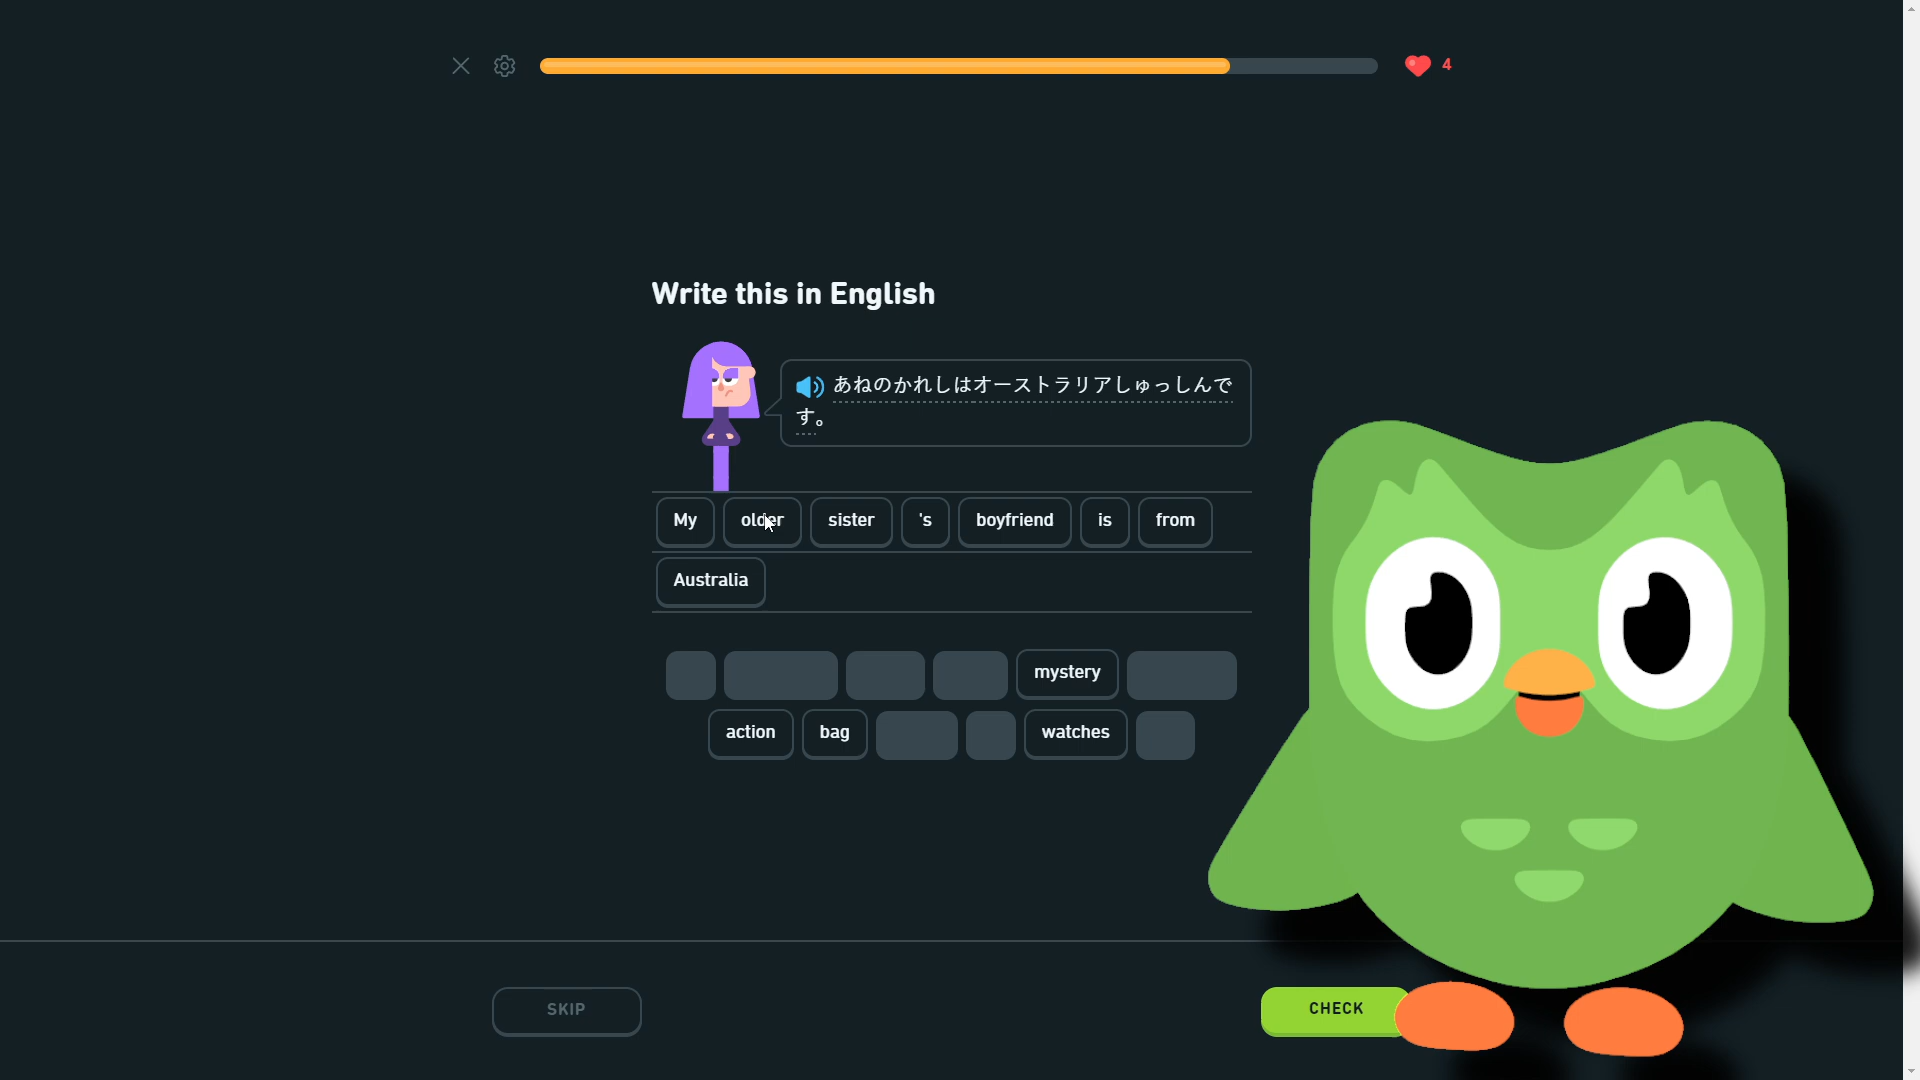 4
Write this in English
あねのかれしはオーストラリアしゅっしんで
す。
My older sister 's boyfriend is from
Australia
mystery
action bag watches
SKIP CHECK